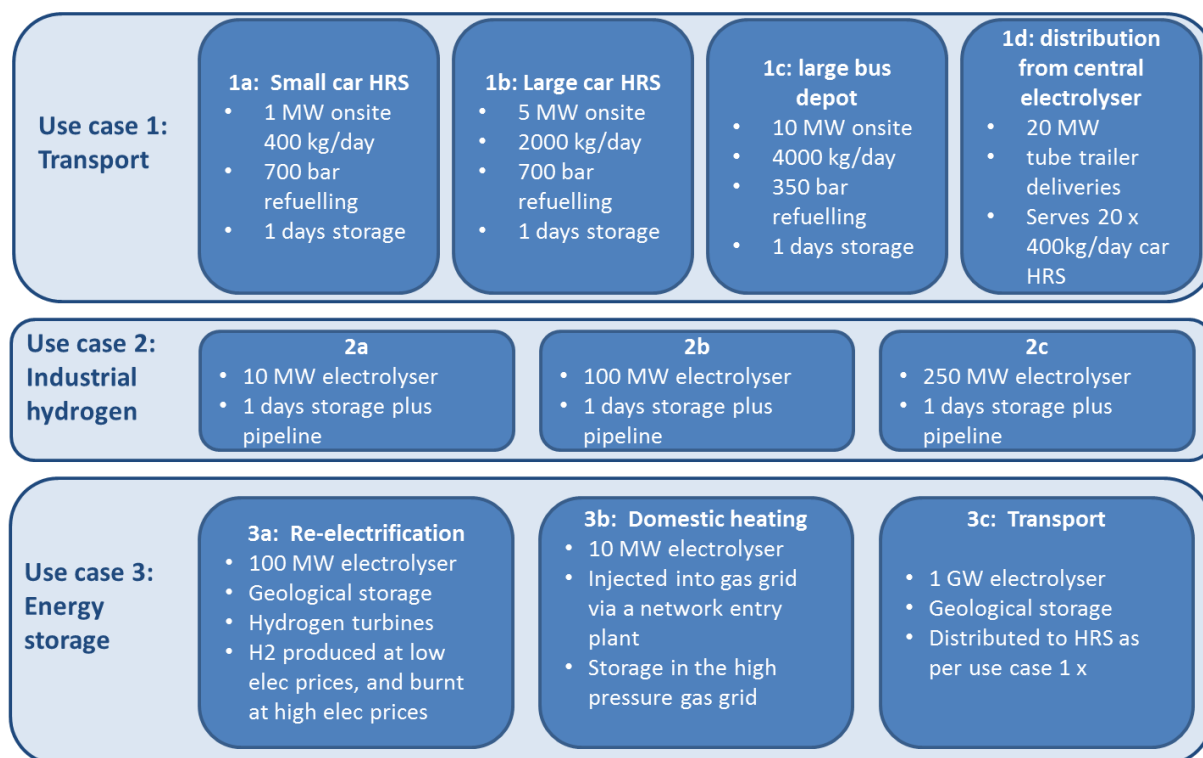 Use case 1:
Transport
1a:  Small car HRS
• 1 MW onsite
400 kg/day
• 700 bar
refuelling
• 1 days storage
1b: Large car HRS
• 5 MW onsite
• 2000 kg/day
• 700 bar
refuelling
• 1 days storage
1c: large bus
depot
• 10 MW onsite
• 4000 kg/day
• 350 bar
refuelling
• 1 days storage
1d: distribution
from central
electrolyser
• 20 MW
• tube trailer
deliveries
• Serves 20 x
400kg/day car
HRS
Use case 2:
Industrial
hydrogen
2a
• 10 MW electrolyser
• 1 days storage plus
pipeline
2b
• 100 MW electrolyser
• 1 days storage plus
pipeline
2c
• 250 MW electrolyser
• 1 days storage plus
pipeline
Use case 3:
Energy
storage
3a: Re-electrification
• 100 MW electrolyser
• Geological storage
• Hydrogen turbines
• H2 produced at low
elec prices, and burnt
at high elec prices
3b:  Domestic heating
• 10 MW electrolyser
• Injected into gas grid
via a network entry
plant
• Storage in the high
pressure gas grid
3c:  Transport
• 1 GW electrolyser
• Geological storage
• Distributed to HRS as
per use case 1 x